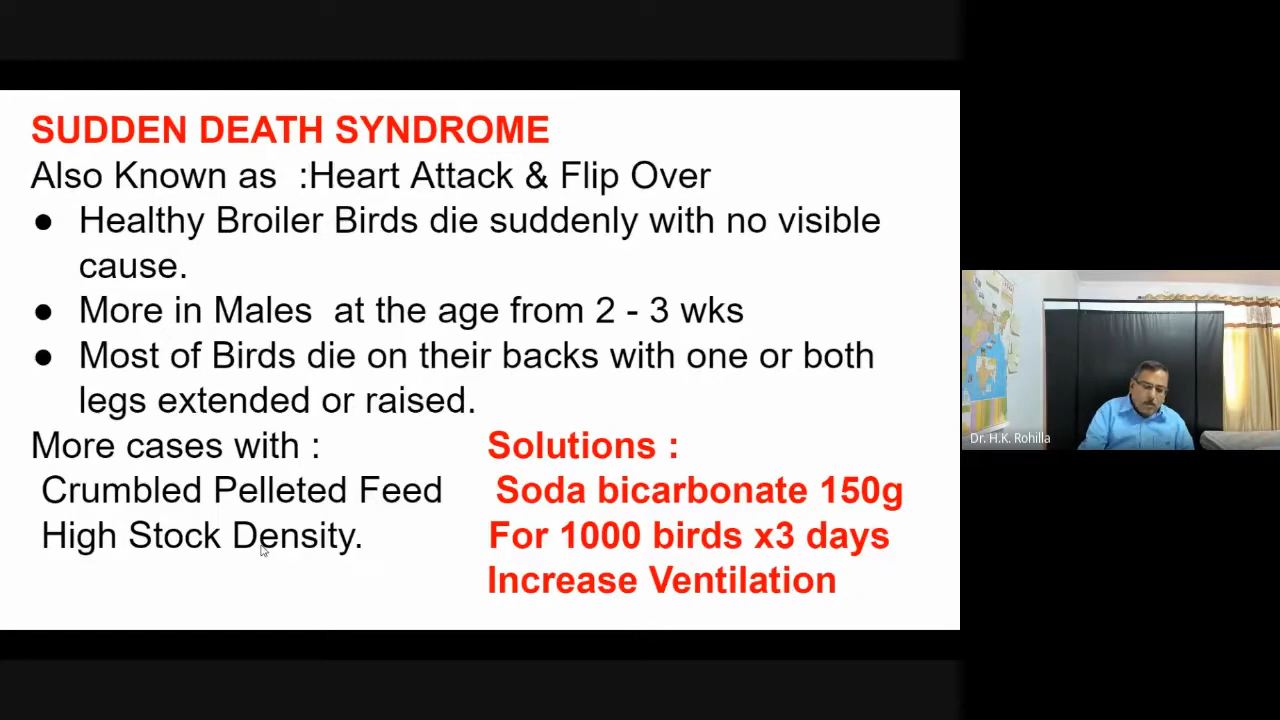 SUDDEN DEATH SYNDROME
Also Known as :Heart Attack & Flip Over
● Healthy Broiler Birds die suddenly with no visible
cause.
● More in Males at the age from 2 - 3 wks
● Most of Birds die on their backs with one or both
legs extended or raised.
More cases with :
Crumbled Pelleted Feed
High Stock Density.
Solutions :
Soda bicarbonate 150g
For 1000 birds x3 days
Increase Ventilation
Dr. H.K. Rohilla